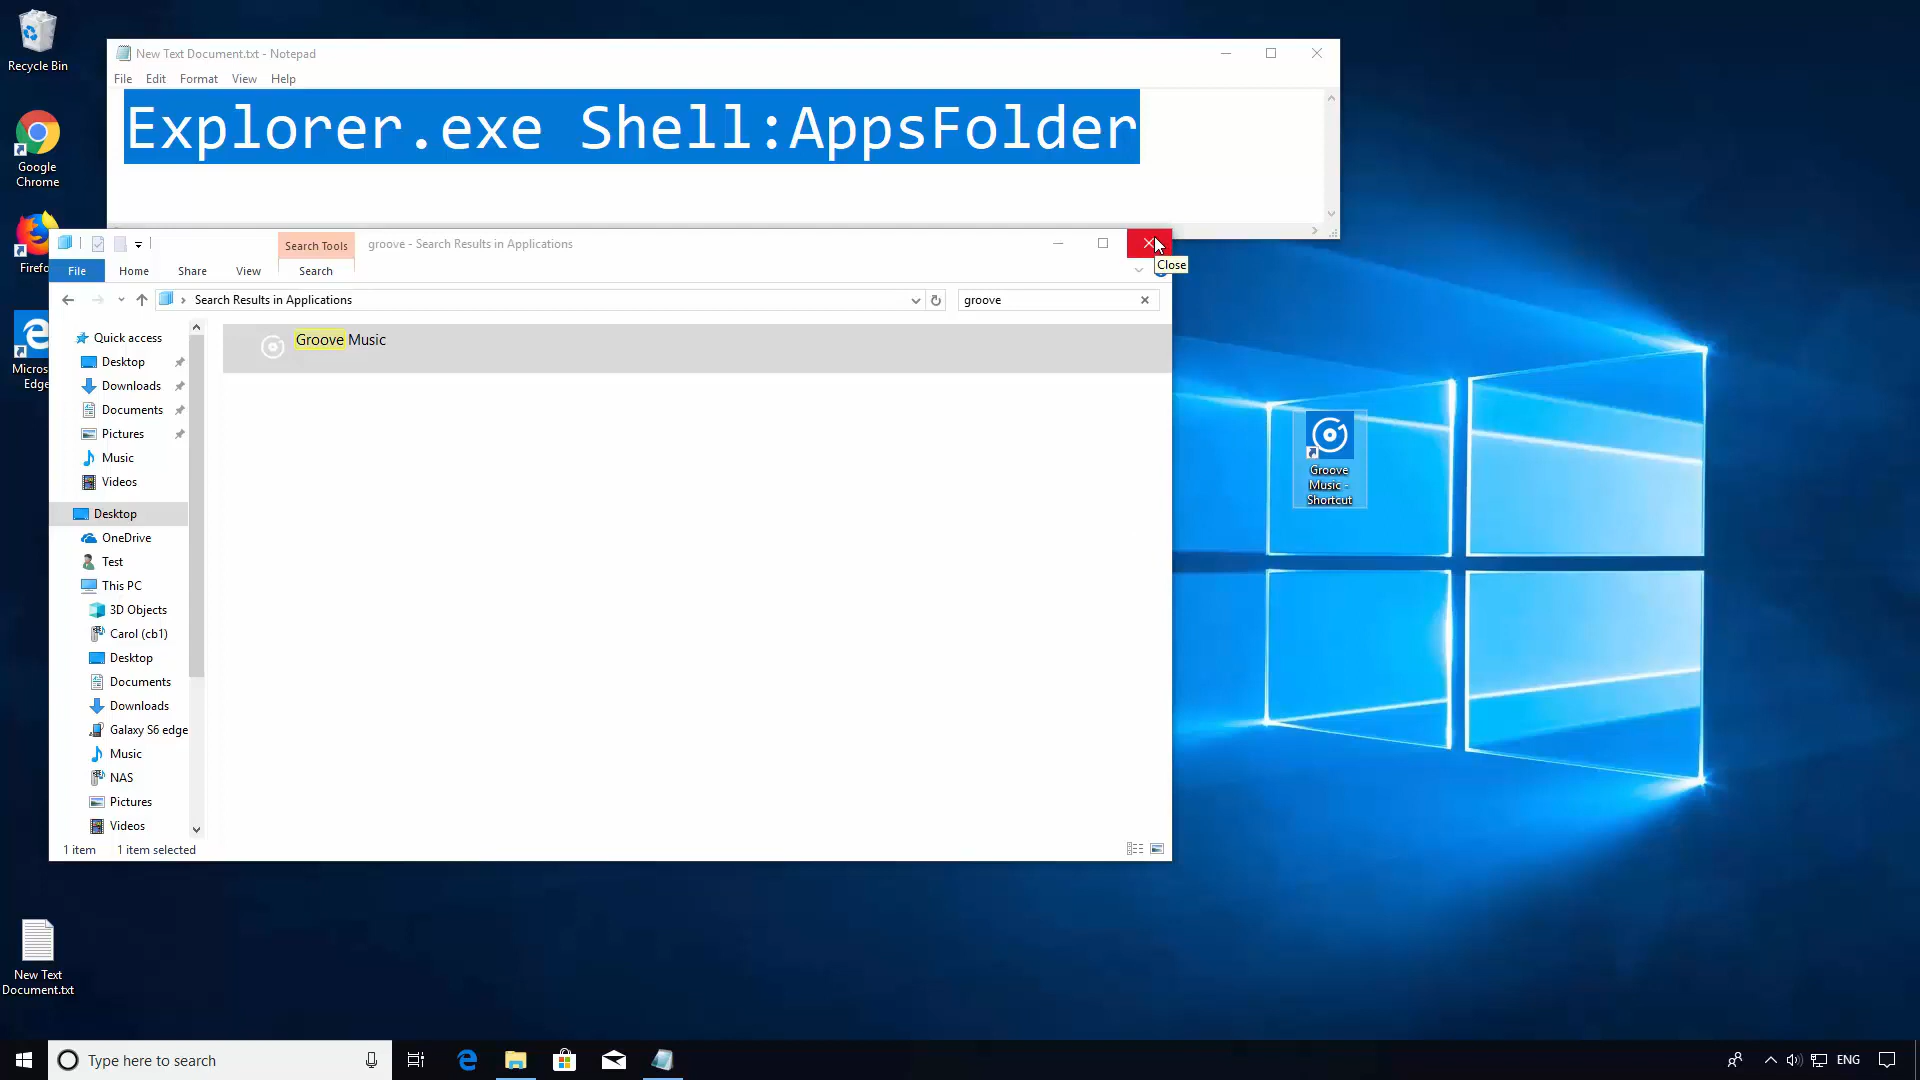 Recycle Bin
Google
Chrome
Firefo
Micros
Edge
New Text
Document.txt
New Text Document.txt - Notepad
File Edit Format View Help
Explorer.exe Shell:AppsFolder
Search Tools
groove - Search Results in Applications
Close
File Home Share View Search
Search Results in Applications
groove
Quick access
Desktop
Downloads
Documents
Pictures
Music
Videos
Desktop
OneDrive
Test
This PC
3D Objects
Carol (cb1)
Desktop
Documents
Downloads
Galaxy S6 edge
Music
NAS
Pictures
Videos
Groove Music
1 item 1 item selected
Groove
Music -
Shortcut
Type here to search
ENG